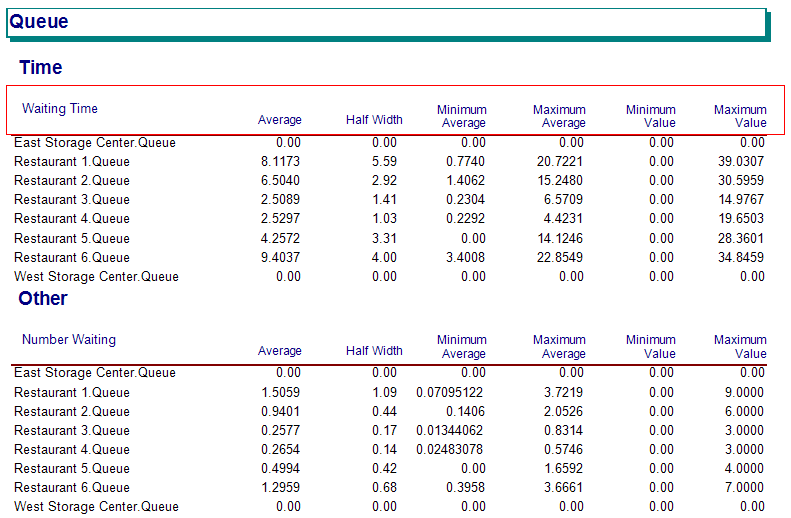 Queue
Time
Waiting Time Average Half Width Minimum Average Maximum Average Minimum Value Maximum Value
East Storage Center.Queue 0.00 0.00 0.00 0.00 0.00 0.00
Restaurant 1.Queue 8.1173 5.59 0.7740 20.7221 0.00 39.0307
Restaurant 2.Queue 6.5040 2.92 1.4062 15.2480 0.00 30.5959
Restaurant 3.Queue 2.5089 1.41 0.2304 6.5709 0.00 14.9767
Restaurant 4.Queue 2.5297 1.03 0.2292 4.4231 0.00 19.6503
Restaurant 5.Queue 4.2572 3.31 0.00 14.1246 0.00 28.3601
Restaurant 6.Queue 9.4037 4.00 3.4008 22.8549 0.00 34.8459
West Storage Center.Queue 0.00 0.00 0.00 0.00 0.00 0.00
Other
Number Waiting Average Half Width Minimum Average Maximum Average Minimum Value Maximum Value
East Storage Center.Queue 0.00 0.00 0.00 0.00 0.00 0.00
Restaurant 1.Queue 1.5059 1.09 0.07095122 3.7219 0.00 9.0000
Restaurant 2.Queue 0.9401 0.44 0.1406 2.0526 0.00 6.0000
Restaurant 3.Queue 0.2577 0.17 0.01344062 0.8314 0.00 3.0000
Restaurant 4.Queue 0.2654 0.14 0.02483078 0.5746 0.00 3.0000
Restaurant 5.Queue 0.4994 0.42 0.00 1.6592 0.00 4.0000
Restaurant 6.Queue 1.2959 0.68 0.3958 3.6661 0.00 7.0000
West Storage Center.Queue 0.00 0.00 0.00 0.00 0.00 0.00